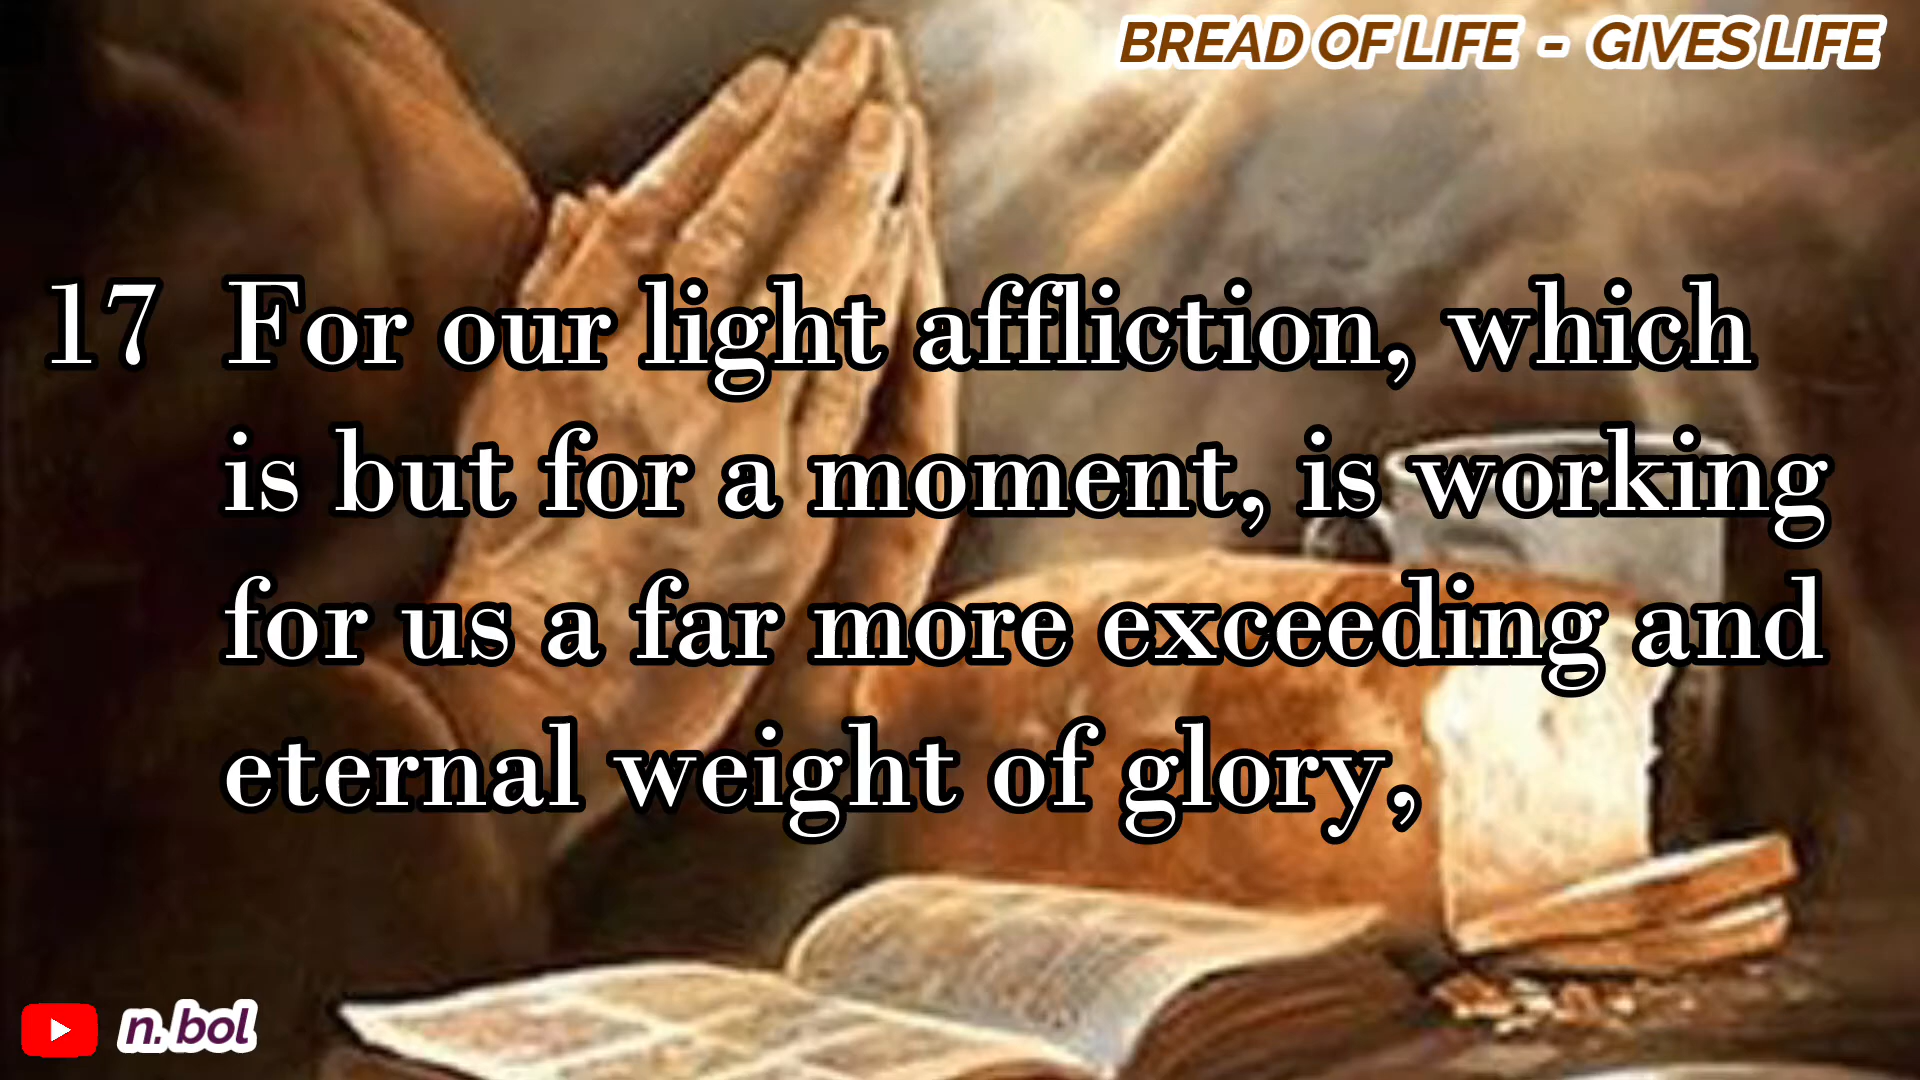 BREAD OF LIFE - GIVES LIFE
17 For our light affliction, which
is but for a moment, is working
for us a far more exceeding and
eternal weight of glory,
n. bol